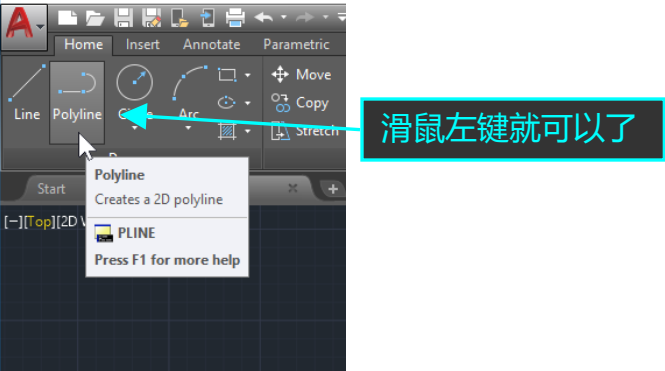 Home Insert Annotate Parametric
Move
Copy
Stretch
Line Polyline Circle Arc
Start
Polyline
Creates a 2D polyline
PLINE
Press F1 for more help
[−][Top][2D
滑鼠左键就可以了